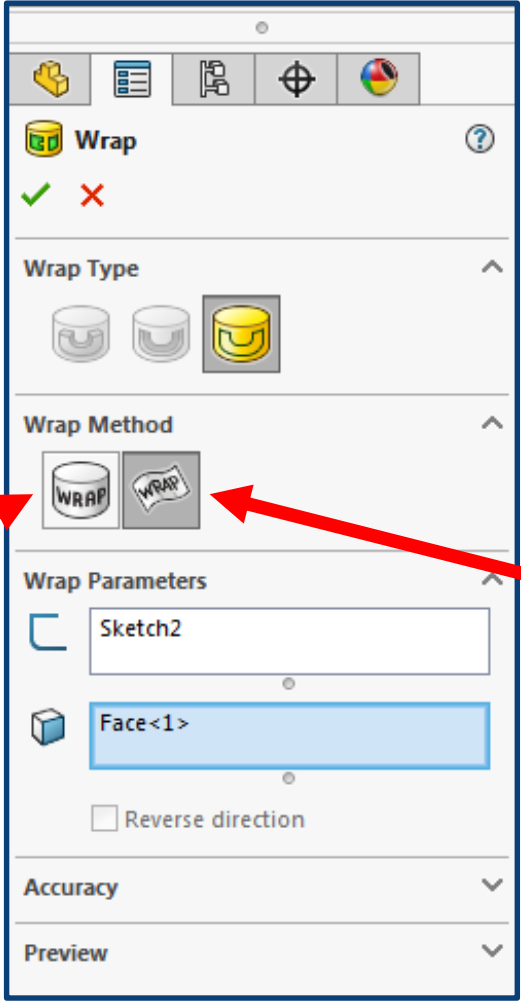 Wrap
Wrap Type
Wrap Method
WRAP WRAP
Wrap Parameters
Sketch2
Face<1>
Reverse direction
Accuracy
Preview